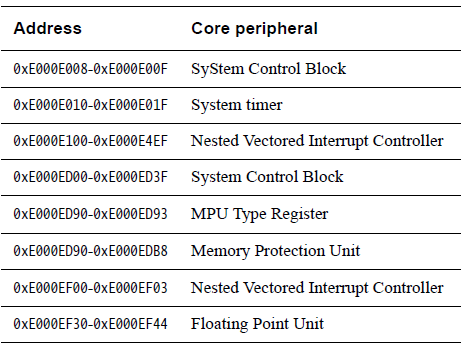 Address Core peripheral
0xE000E008-0xE000E00F SyStem Control Block
0xE000E010-0xE000E01F System timer
0xE000E100-0xE000E4EF Nested Vectored Interrupt Controller
0xE000ED00-0xE000ED3F System Control Block
0xE000ED90-0xE000ED93 MPU Type Register
0xE000ED90-0xE000EDB8 Memory Protection Unit
0xE000EF00-0xE000EF03 Nested Vectored Interrupt Controller
0xE000EF30-0xE000EF44 Floating Point Unit